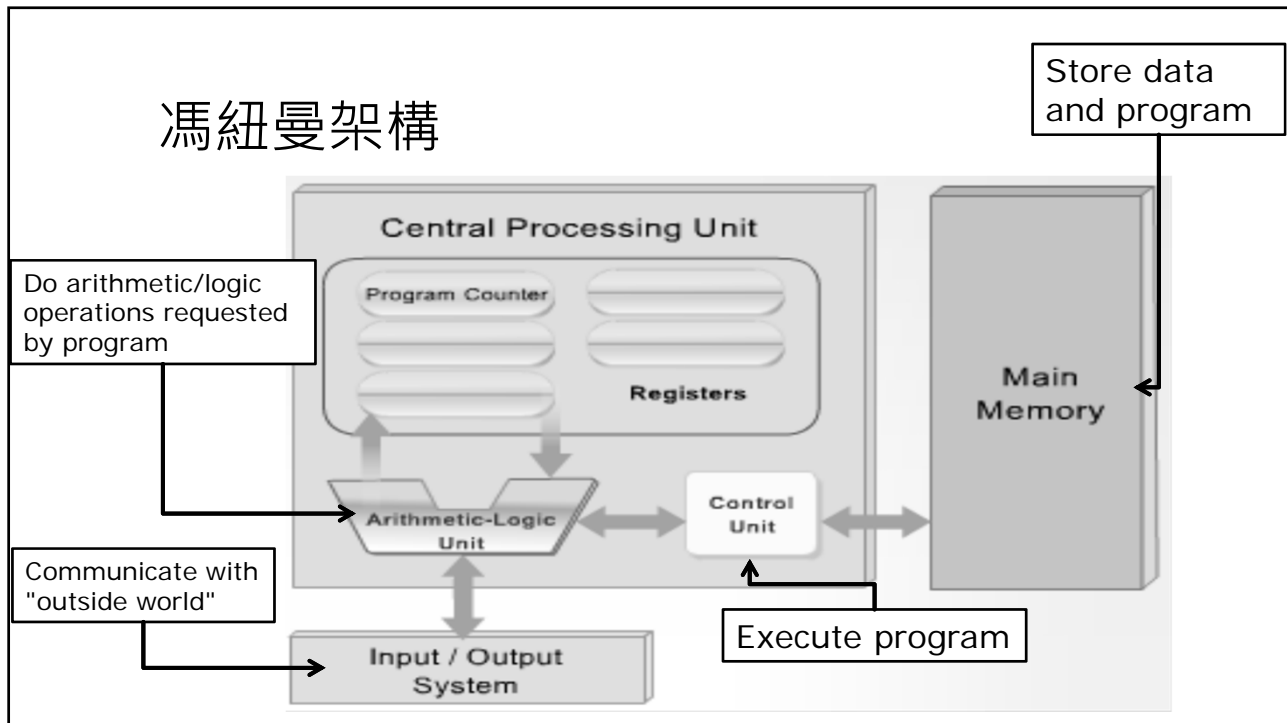 馮紐曼架構
Store data
and program
Central Processing Unit
Do arithmetic/logic
operations requested
by program
Program Counter
Registers
Main
Memory
Arithmetic-Logic
Unit
Control
Unit
Communicate with
"outside world"
Execute program
Input / Output
System